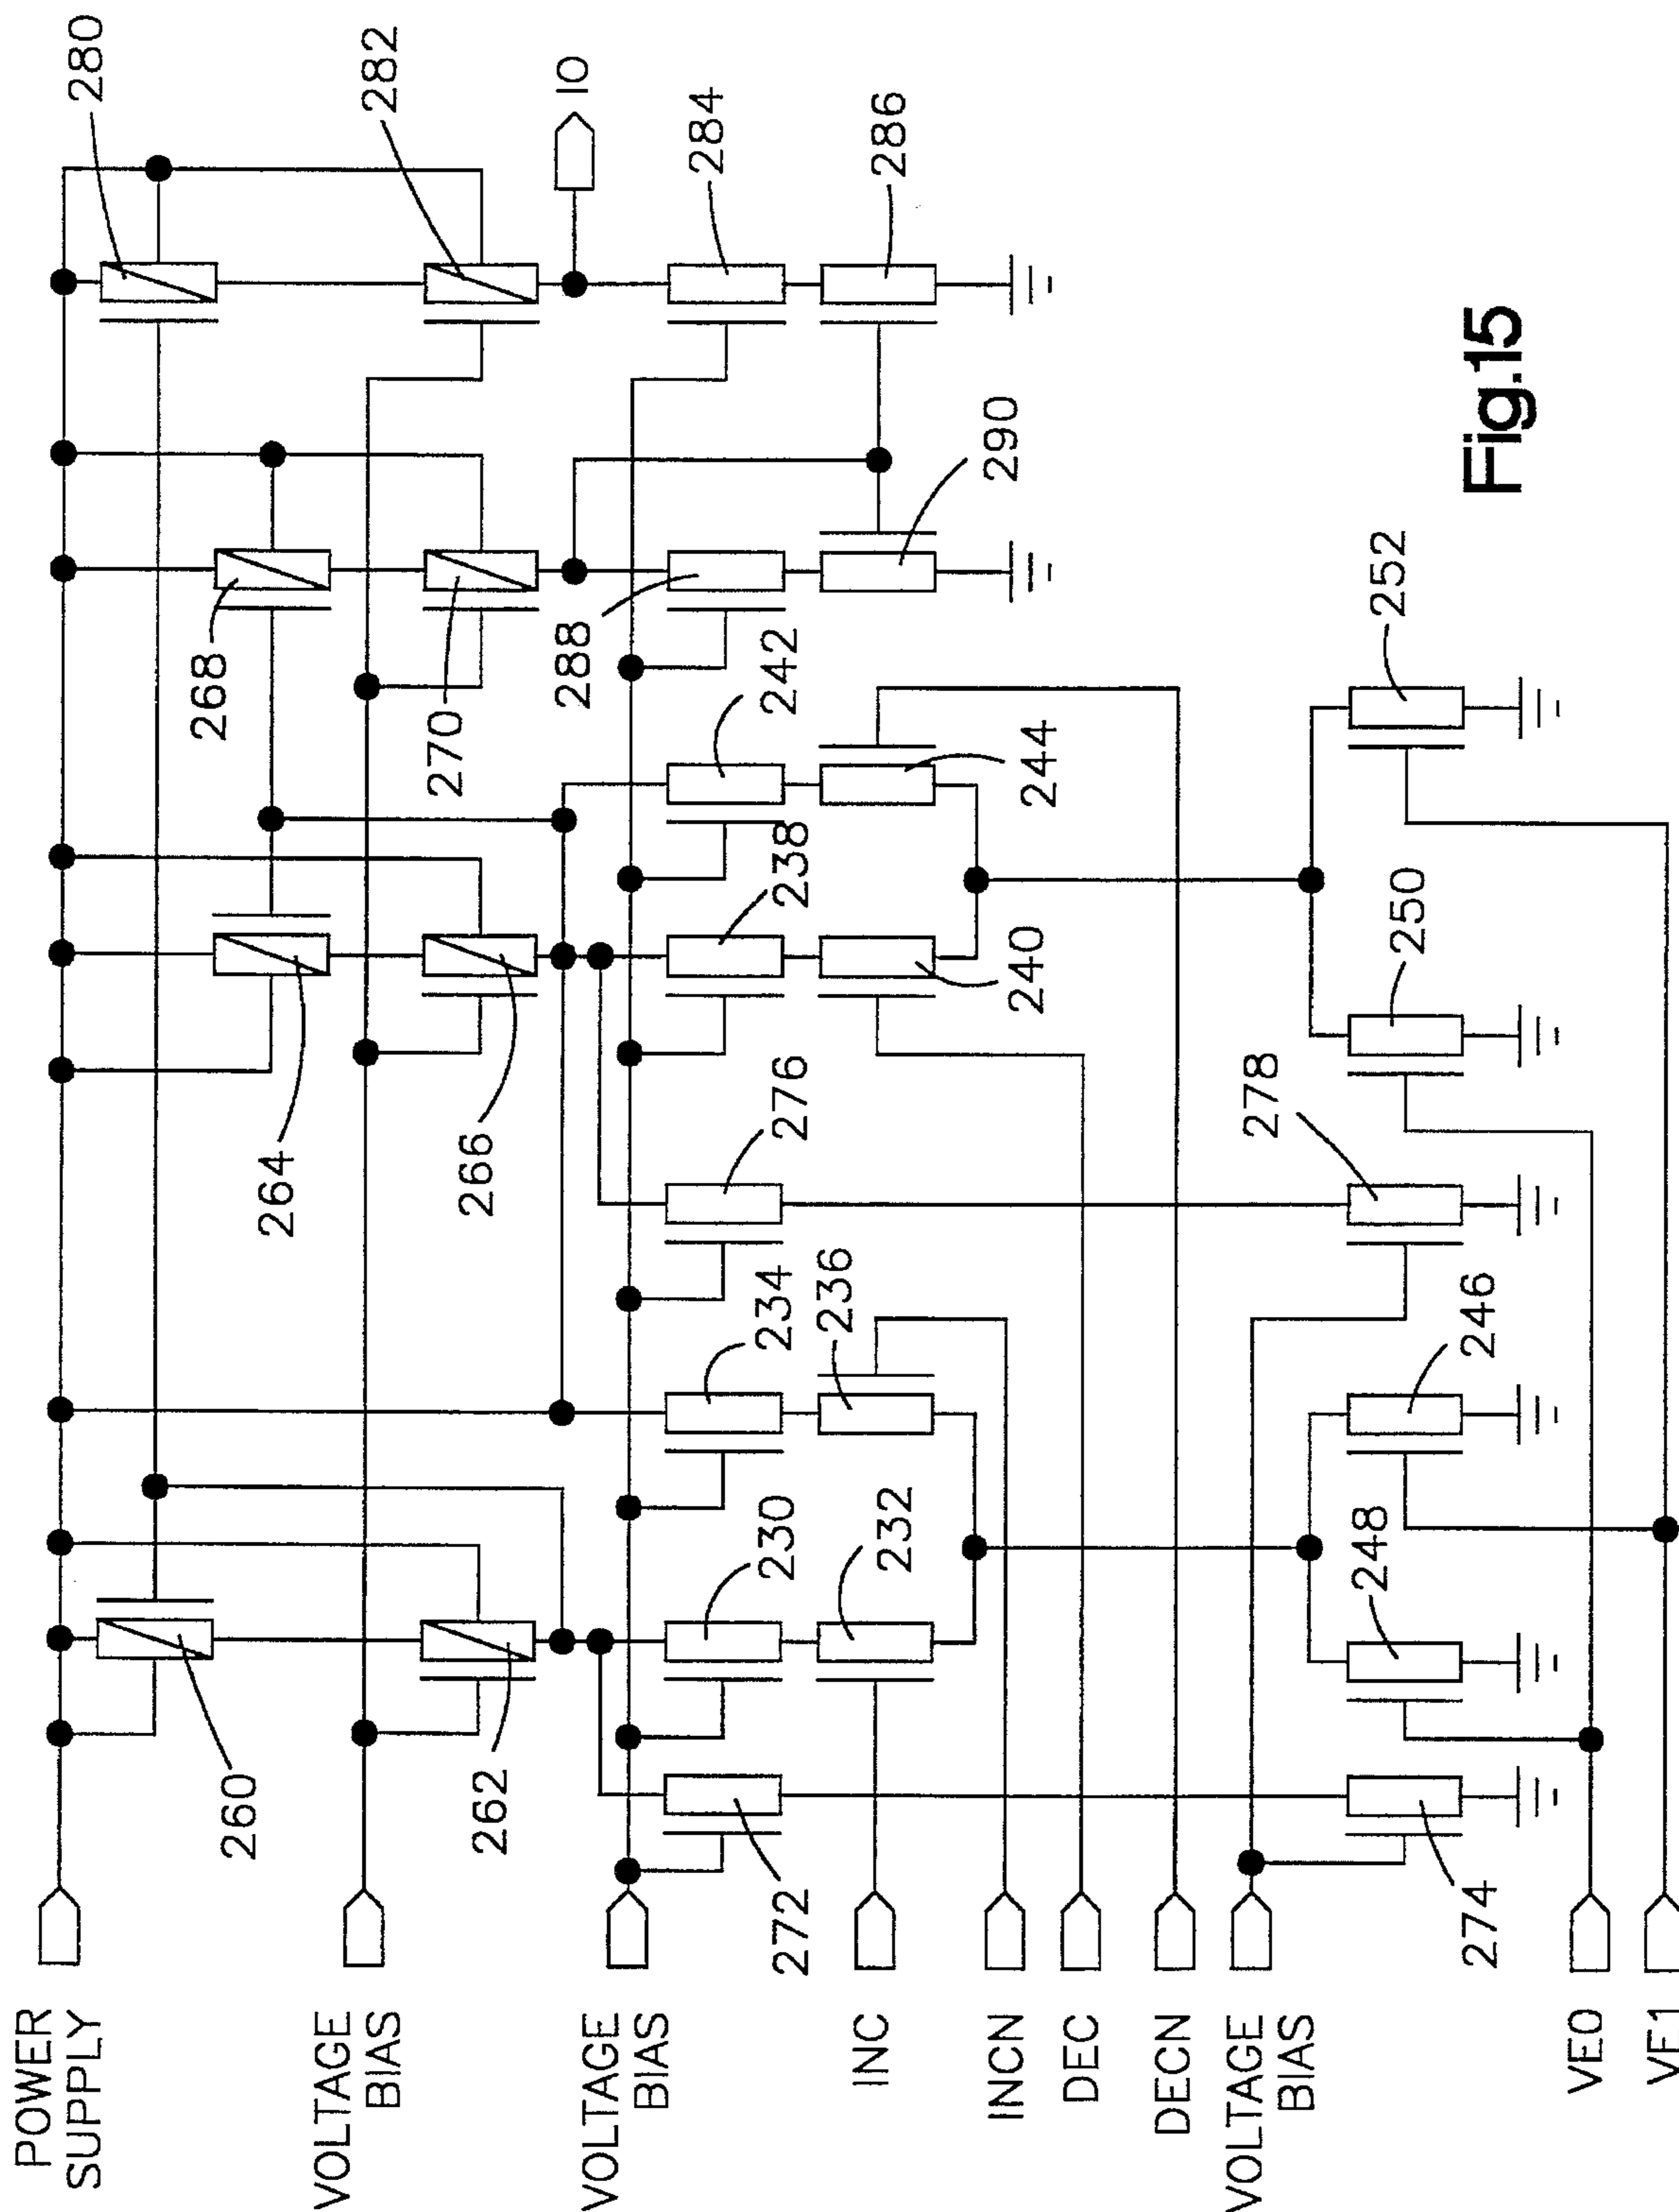 POWER
SUPPLY
280
268
260
264
VOLTAGE
BIAS
282
270
266
262
IO
288
VOLTAGE
BIAS
284
272
230
234
276
238
242
236
INC
232
286
290
INCN
240
244
DEC
DECN
VOLTAGE
BIAS
278
248
250
252
274
246
Fig.15
VE0
VE1